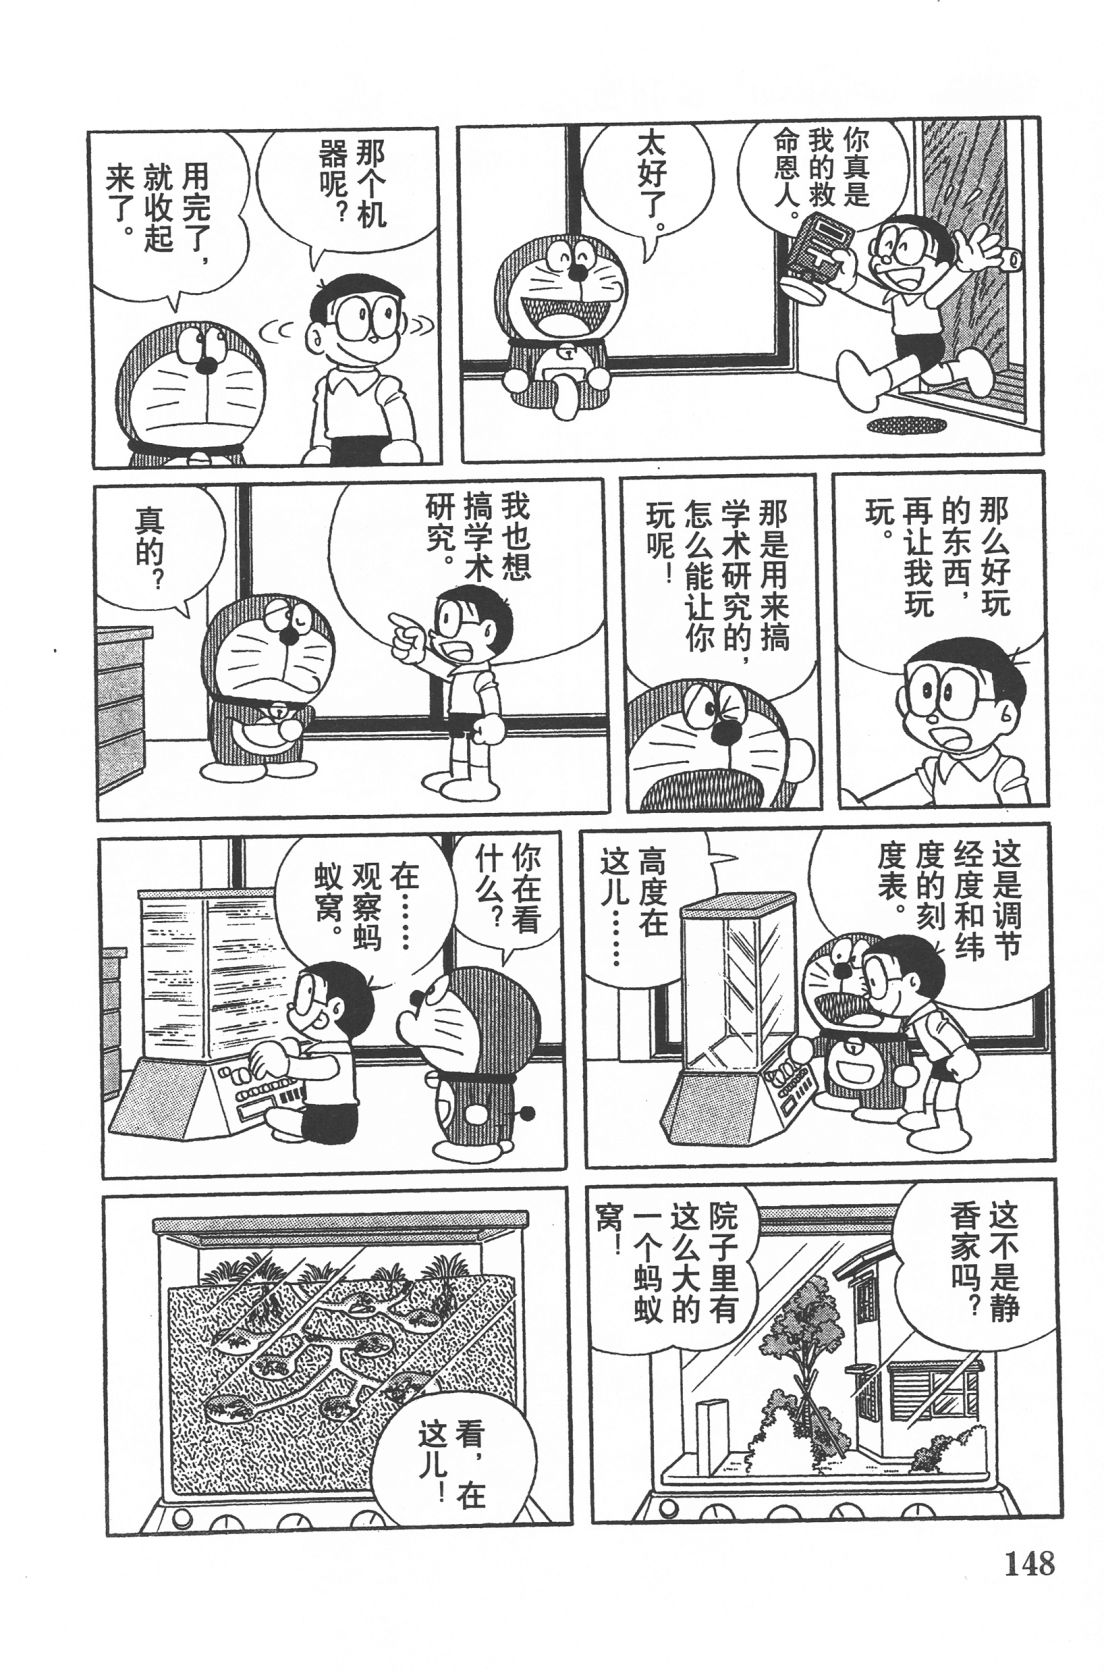 你真是
我的救
命恩人。
太好了。
那个机
器呢？
用完了，
就收起
来了。
那么好玩
的东西，
再让我玩
玩。
那是用来搞
学术研究的，
怎么能让你
玩呢！
我也想
搞学术
研究。
真的？
这是调节
经度和纬
度的刻
度表。
高度在
这儿……
你在看
什么？
在……
观察蚂
蚁窝。
这不是静
香家吗？
院子里有
这么大的
一个蚂蚁
窝！
看，在
这儿！
148